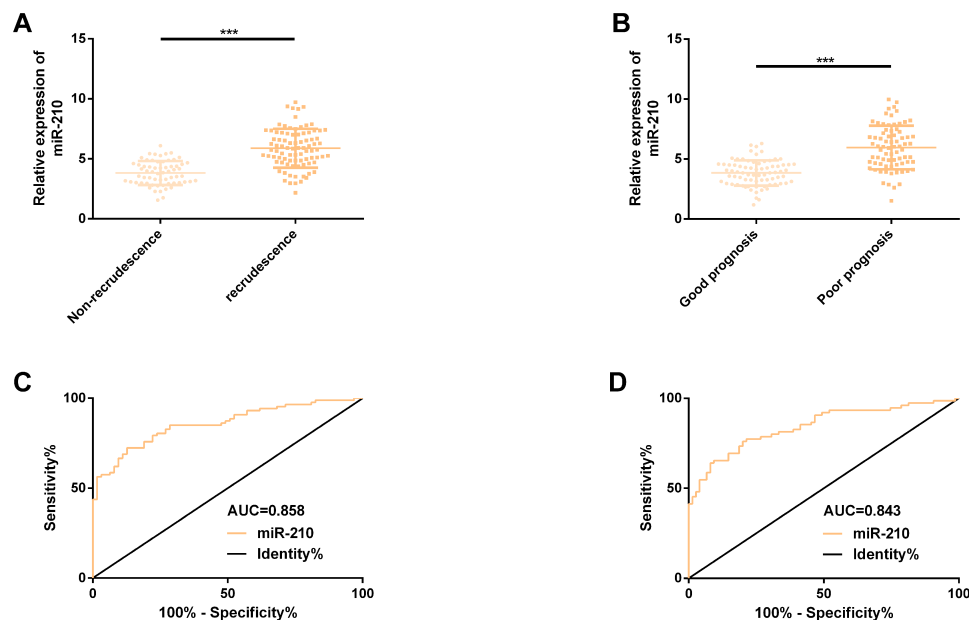 A
Relative expression of
miR-210
15
10
5
0
***
Non-recrudescence
recrudescence
B
Relative expression of
miR-210
15
10
5
0
***
Good prognosis
Poor prognosis
C
Sensitivity%
100
50
0
AUC=0.858
miR-210
Identity%
0
50
100
100% - Specificity%
D
Sensitivity%
100
50
0
AUC=0.843
miR-210
Identity%
0
50
100
100% - Specificity%